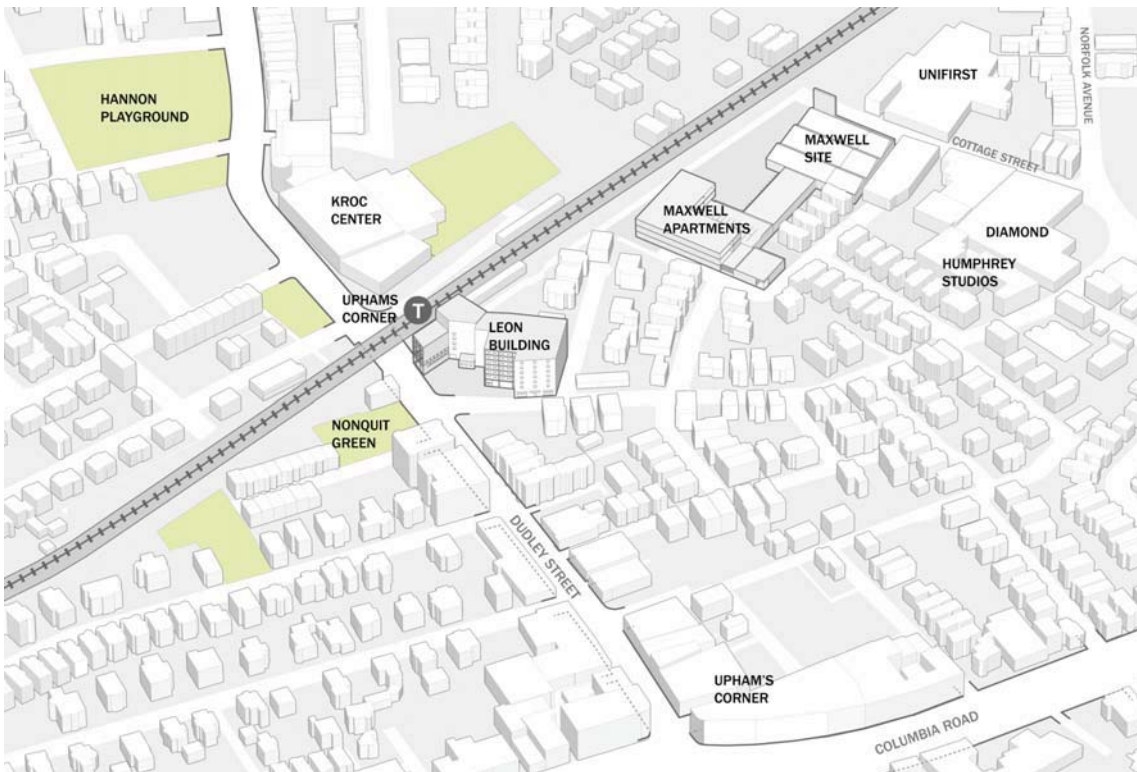 HANNON
PLAYGROUND
UNIFIRST
NORFOLK AVENUE
MAXWELL
SITE
COTTAGE STREET
KROC
CENTER
MAXWELL
APARTMENTS
DIAMOND
HUMPHREY
STUDIOS
UPHAMS
CORNER
T
LEON
BUILDING
NONQUIT
GREEN
DUDLEY STREET
UPHAM'S
CORNER
COLUMBIA ROAD